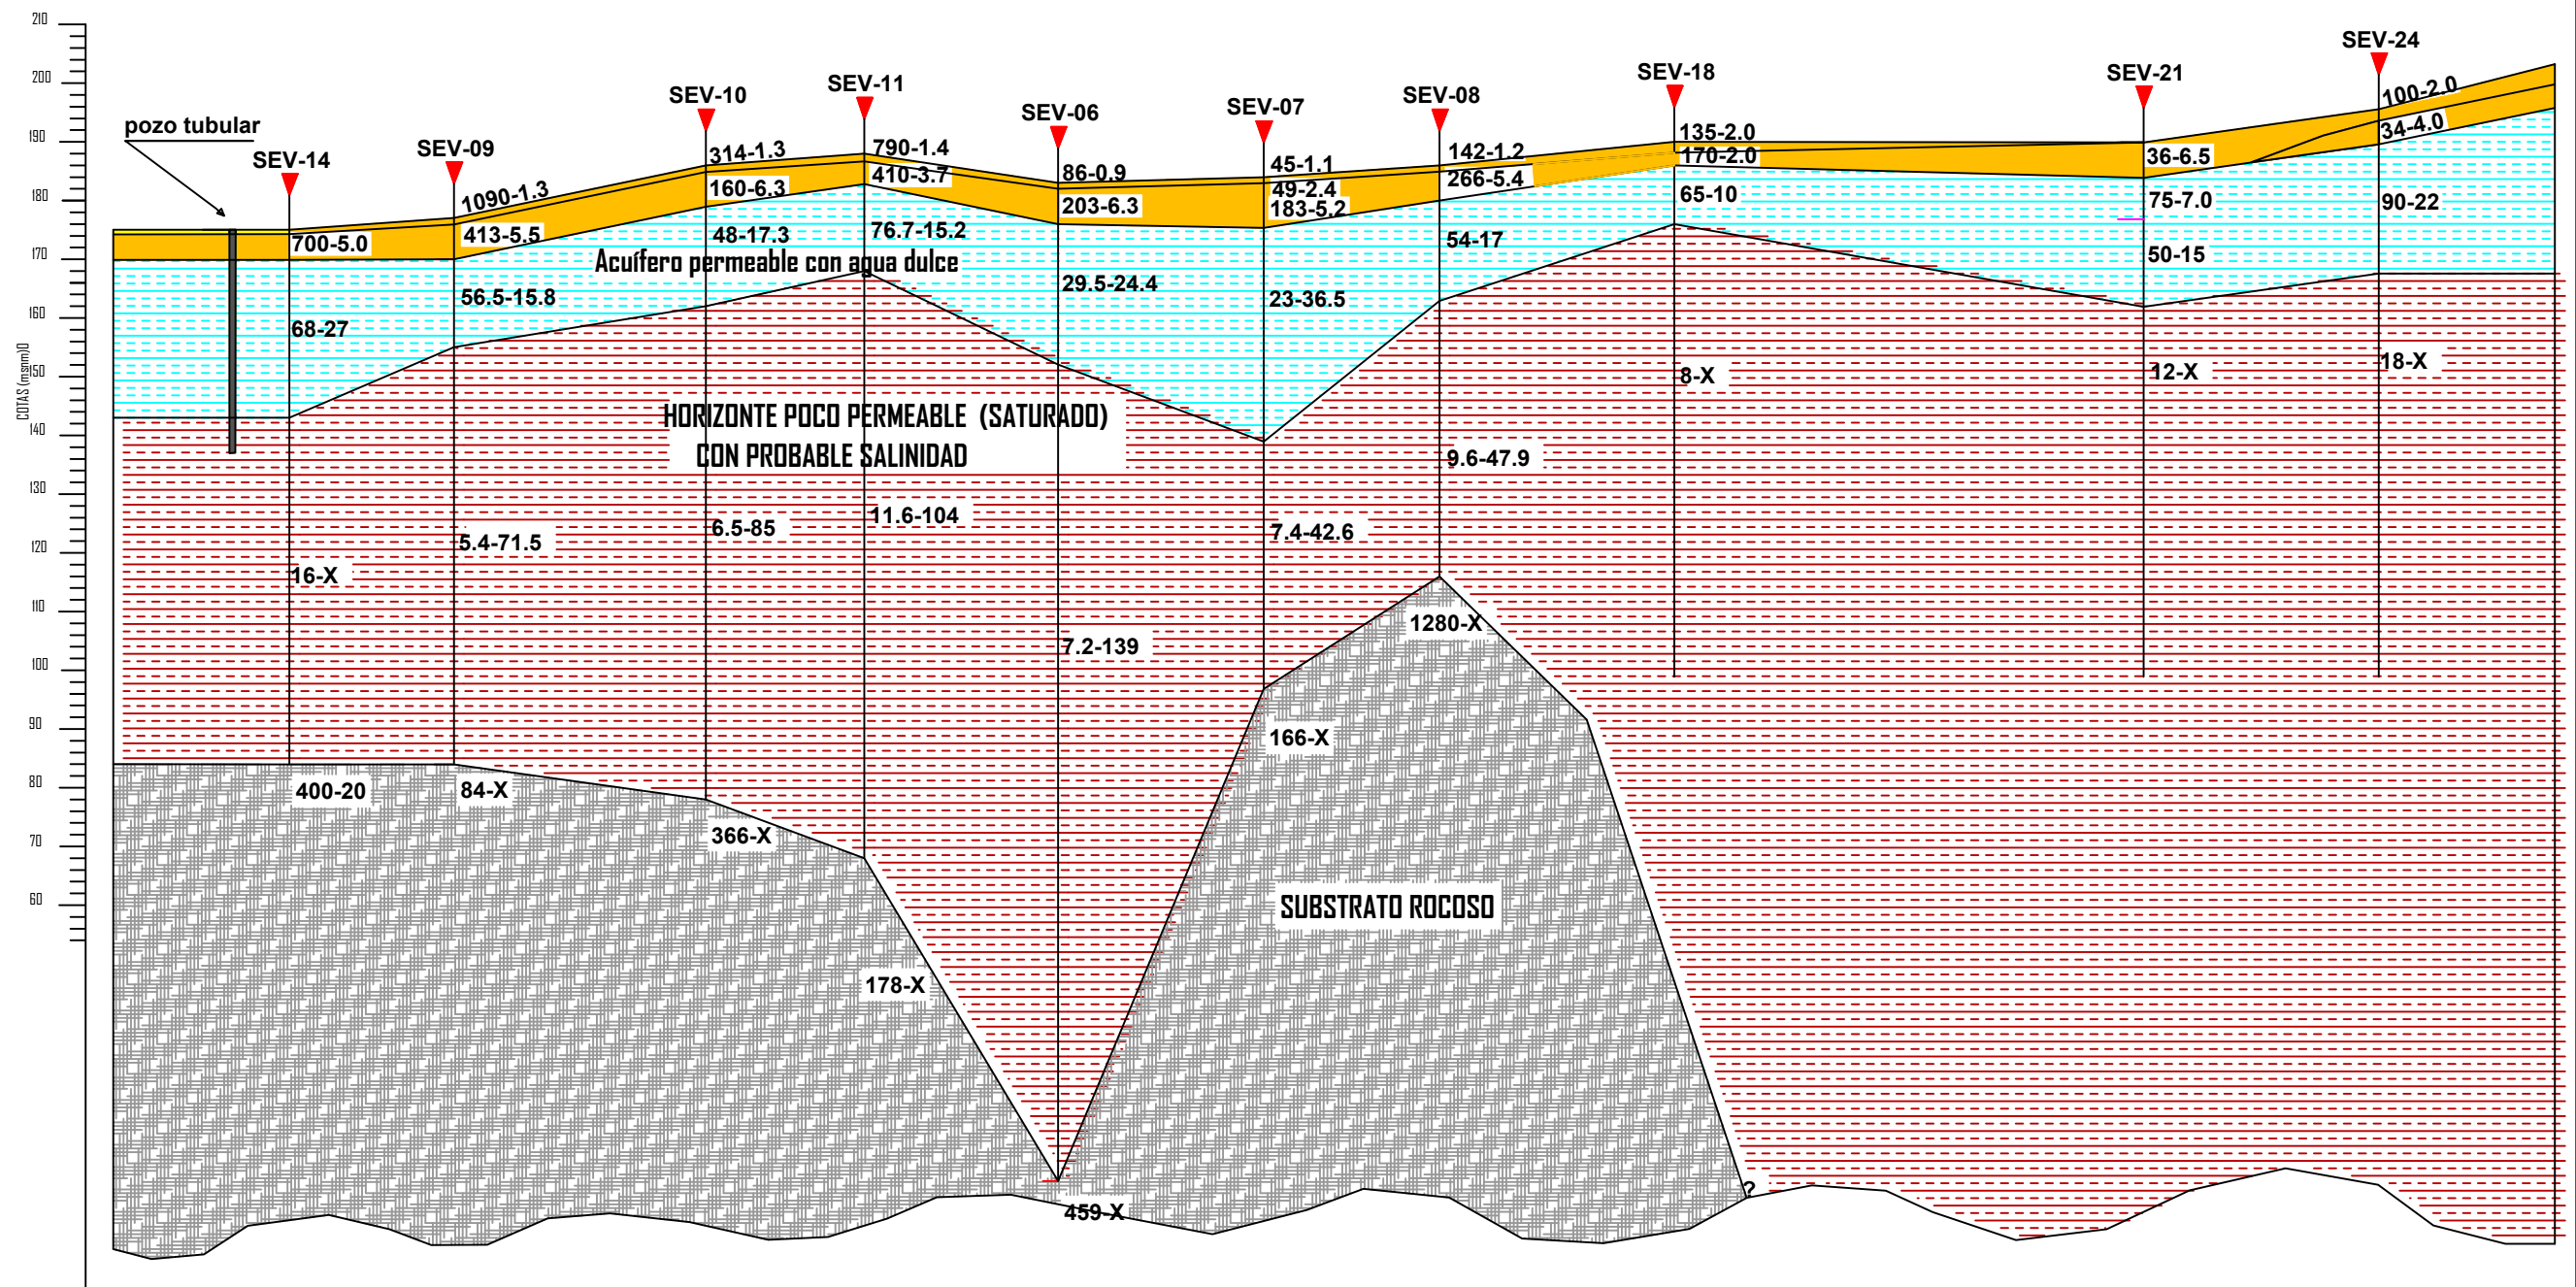 210
200
190
180
170
160
150
140
130
120
110
100
90
80
70
60
COTAS (msnm)
pozo tubular
SEV-14
SEV-09
SEV-10
SEV-11
SEV-06
SEV-07
SEV-08
SEV-18
SEV-21
SEV-24
700-5.0
68-27
16-X
400-20
1090-1.3
413-5.5
56.5-15.8
5.4-71.5
84-X
314-1.3
160-6.3
48-17.3
6.5-85
366-X
790-1.4
410-3.7
76.7-15.2
11.6-104
178-X
86-0.9
203-6.3
29.5-24.4
7.2-139
459-X
45-1.1
49-2.4
183-5.2
23-36.5
7.4-42.6
166-X
142-1.2
266-5.4
54-17
9.6-47.9
1280-X
135-2.0
170-2.0
65-10
8-X
36-6.5
75-7.0
50-15
12-X
100-2.0
34-4.0
90-22
18-X
Acuífero permeable con agua dulce
HORIZONTE POCO PERMEABLE (SATURADO)
CON PROBABLE SALINIDAD
SUBSTRATO ROCOSO
?